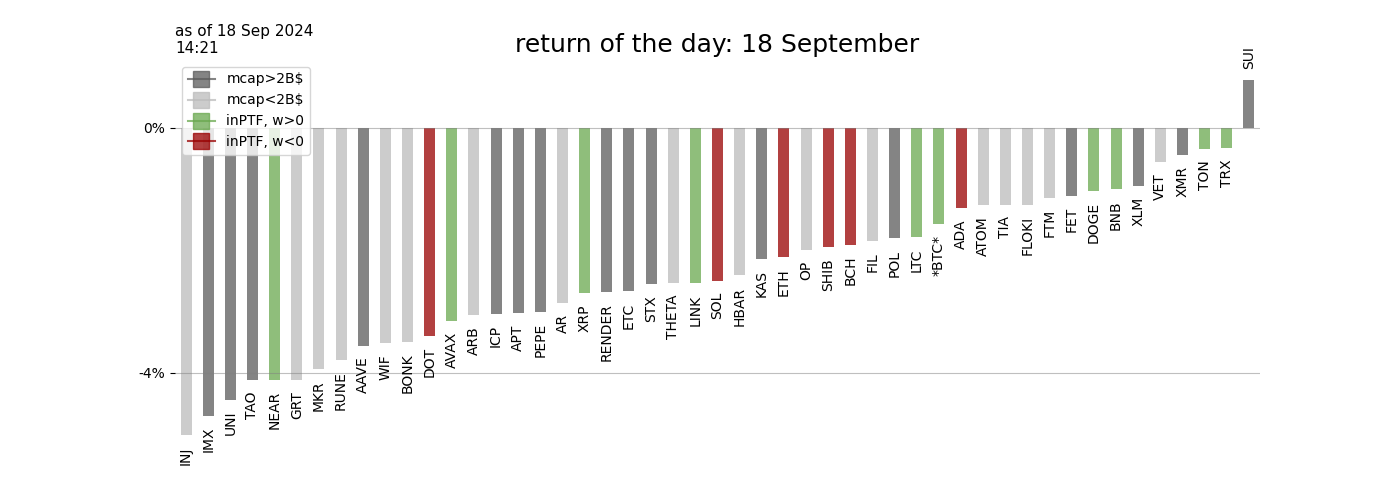 as of 18 Sep 2024
14:21
return of the day: 18 September
mcap>2B$
mcap<2B$
inPTF, w>0
inPTF, w<0
0%
-4%
INJ
IMX
UNI
TAO
NEAR
GRT
MKR
RUNE
AAVE
WIF
BONK
DOT
AVAX
ARB
ICP
APT
PEPE
AR
XRP
RENDER
ETC
STX
THETA
LINK
SOL
HBAR
KAS
ETH
OP
SHIB
BCH
FIL
POL
LTC
*BTC*
ADA
ATOM
TIA
FLOKI
FTM
FET
DOGE
BNB
XLM
VET
XMR
TON
TRX
SUI